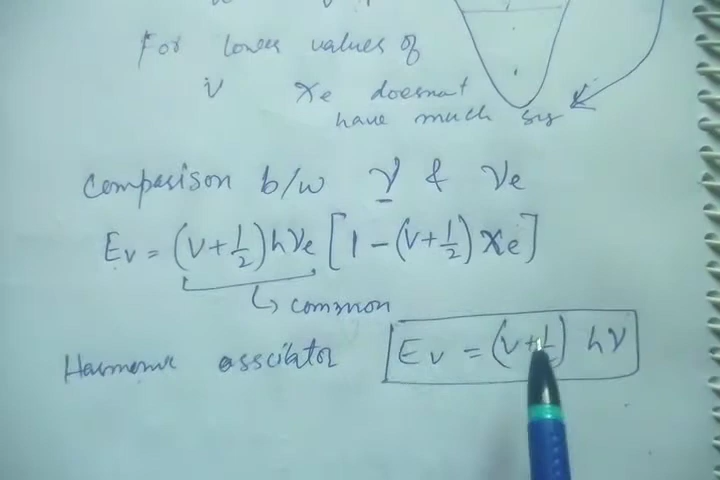 For lower values of
v xe doesnot
have much sig
Comparison b/w ν & νe
Ev = (v+1/2)hνe [1-(v+1/2)xe]
↳ common
Harmonic osscilator Ev = (v+1/2) hν